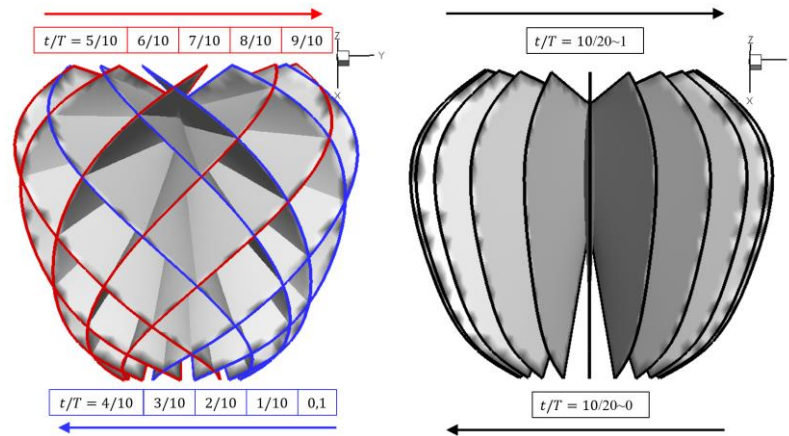 t/T = 5/10 6/10 7/10 8/10 9/10
Z
Y
X
t/T = 4/10 3/10 2/10 1/10 0,1
t/T = 10/20~1
Z
X
t/T = 10/20~0